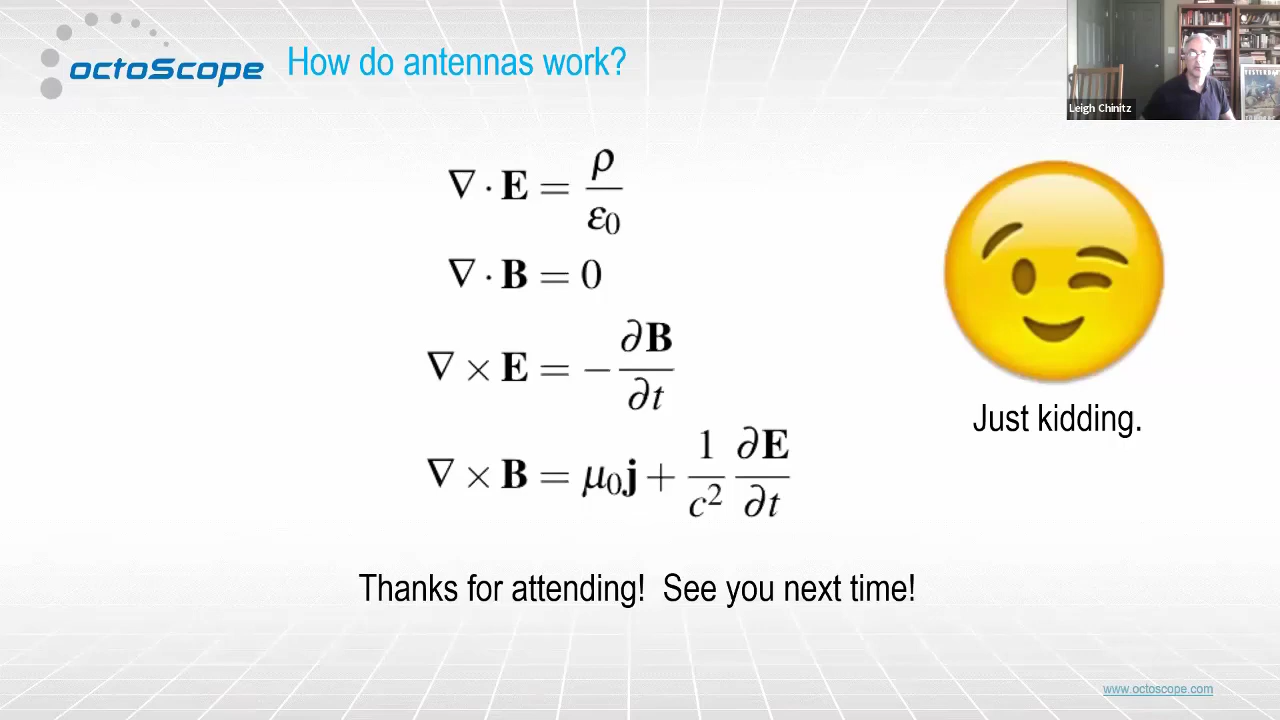 octoScope
How do antennas work?
Leigh Chinitz
YESTERDAY
∇ · E = ρ/ε₀
∇ · B = 0
∇ × E = −∂B/∂t
∇ × B = μ₀j + 1/c² ∂E/∂t
Just kidding.
Thanks for attending! See you next time!
www.octoscope.com